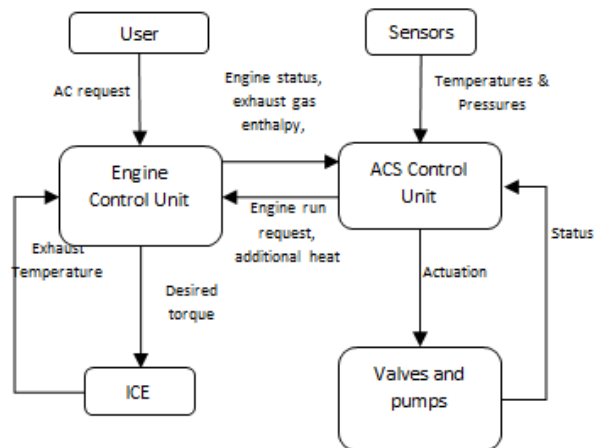 User
Sensors
AC request
Engine status,
exhaust gas
enthalpy,
Temperatures &
Pressures
Engine
Control Unit
ACS Control
Unit
Engine run
request,
additional heat
Exhaust
Temperature
Desired
torque
Actuation
Status
ICE
Valves and
pumps